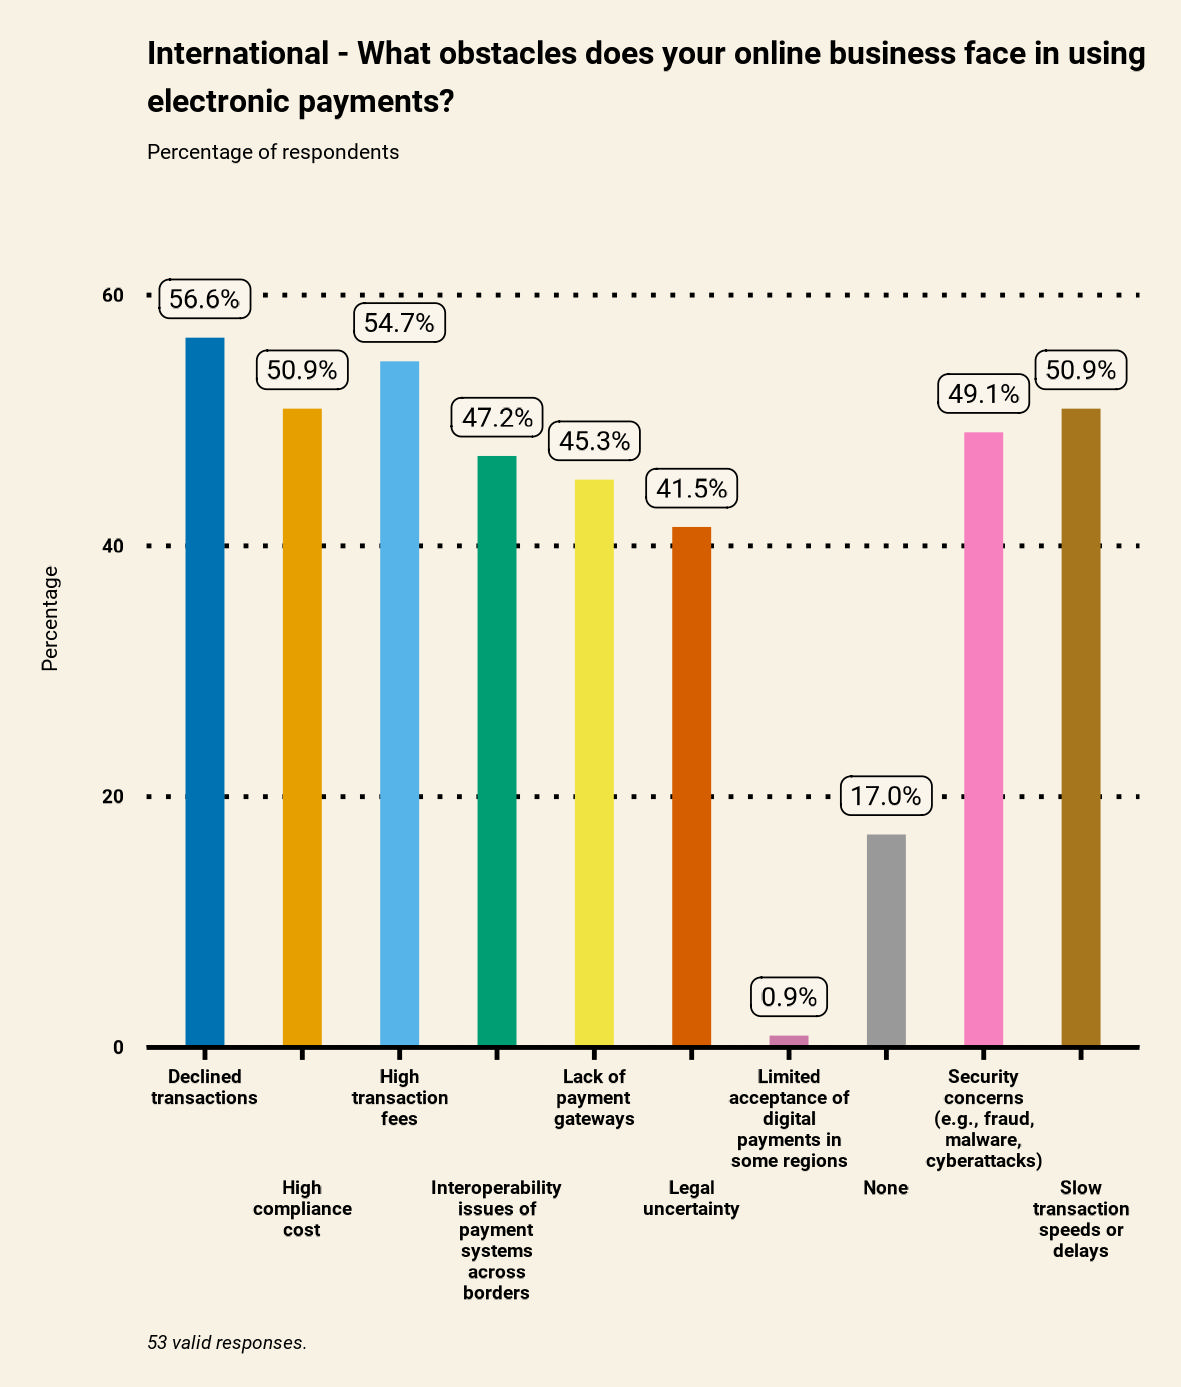 International - What obstacles does your online business face in using
electronic payments?
Percentage of respondents
60
56.6%
54.7%
50.9%
50.9%
49.1%
47.2%
45.3%
41.5%
40
Percentage
20
17.0%
0.9%
0
Declined
transactions
High
transaction
fees
Lack of
payment
gateways
Limited
acceptance of
digital
payments in
some regions
Security
concerns
(e.g., fraud,
malware,
cyberattacks)
High
compliance
cost
Interoperability
issues of
payment
systems
across
borders
Legal
uncertainty
None
Slow
transaction
speeds or
delays
53 valid responses.